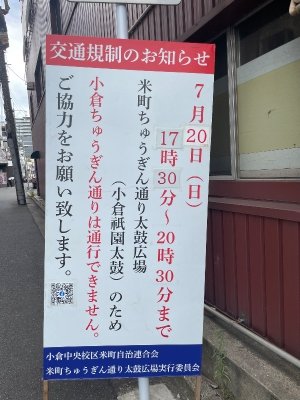 交通規制のお知らせ
7月20日(日)
17時30分~20時30分まで
米町ちゅうぎん通り太鼓広場
(小倉祇園太鼓)のため
小倉ちゅうぎん通りは通行できません。
ご協力をお願い致します。
小倉中央校区米町自治連合会
米町ちゅうぎん通り太鼓広場実行委員会